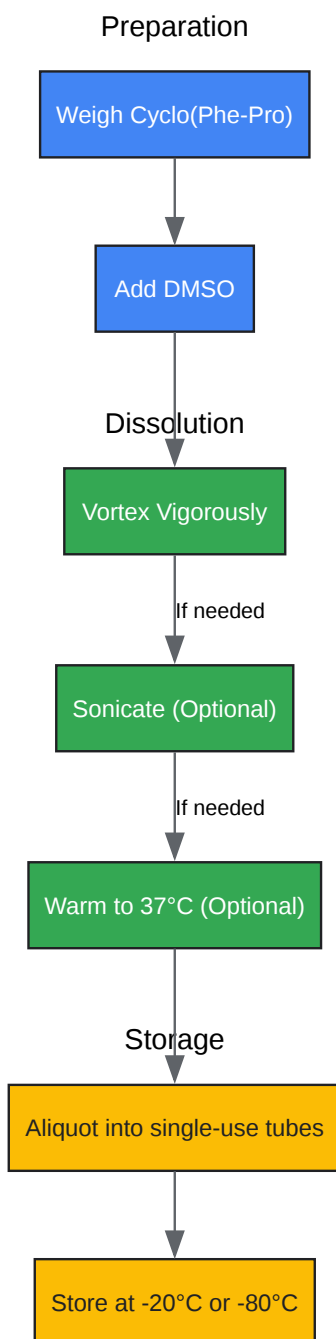 Preparation
Weigh Cyclo(Phe-Pro)
Add DMSO
Dissolution
Vortex Vigorously
If needed
Sonicate (Optional)
If needed
Warm to 37°C (Optional)
Storage
Aliquot into single-use tubes
Store at -20°C or -80°C